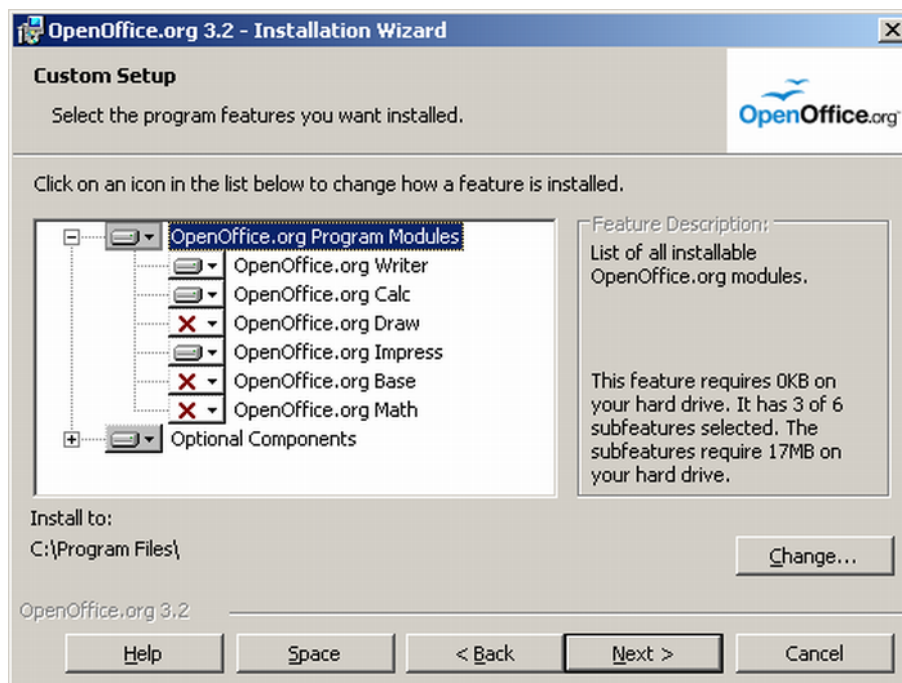 OpenOffice.org 3.2 - Installation Wizard
Custom Setup
Select the program features you want installed.
OpenOffice.org
Click on an icon in the list below to change how a feature is installed.
OpenOffice.org Program Modules
OpenOffice.org Writer
OpenOffice.org Calc
OpenOffice.org Draw
OpenOffice.org Impress
OpenOffice.org Base
OpenOffice.org Math
Optional Components
Feature Description:
List of all installable
OpenOffice.org modules.
This feature requires 0KB on
your hard drive. It has 3 of 6
subfeatures selected. The
subfeatures require 17MB on
your hard drive.
Install to:
C:\Program Files\
Change...
OpenOffice.org 3.2
Help
Space
< Back
Next >
Cancel